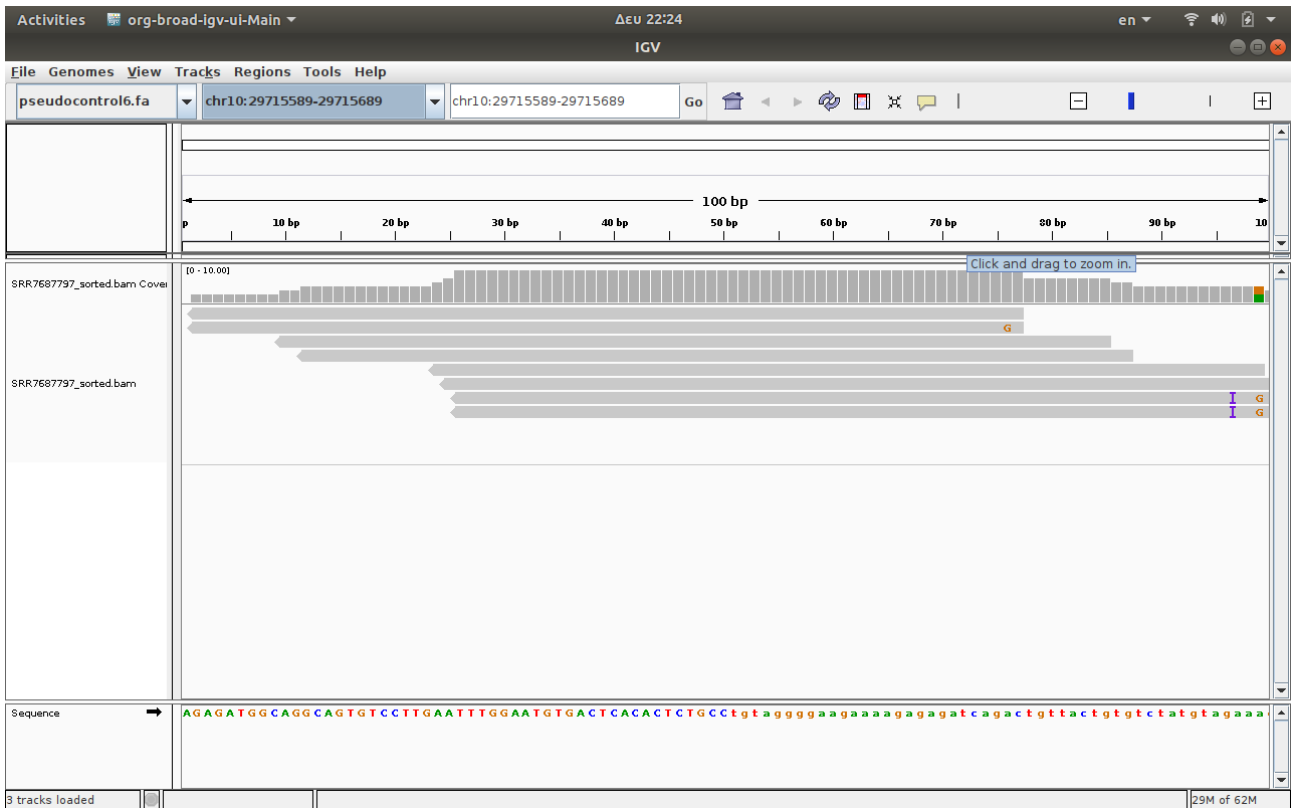 Activities org-broad-igv-ui-Main Δευ 22:24 en
IGV
File Genomes View Tracks Regions Tools Help
pseudocontrol6.fa chr10:29715589-29715689 chr10:29715589-29715689 Go
100 bp
p 10 bp 20 bp 30 bp 40 bp 50 bp 60 bp 70 bp 80 bp 90 bp 10
Click and drag to zoom in.
[0 - 10.00]
SRR7687797_sorted.bam Cover
G
SRR7687797_sorted.bam
G
G
Sequence AGAGATGGCAGGCAGTGTCCTTGAATTTGGAATGTGACTCACACTCTGCCtgtaggggaagaaaagagagatcagactgttactgtgtctatgtagaaa
3 tracks loaded 29M of 62M